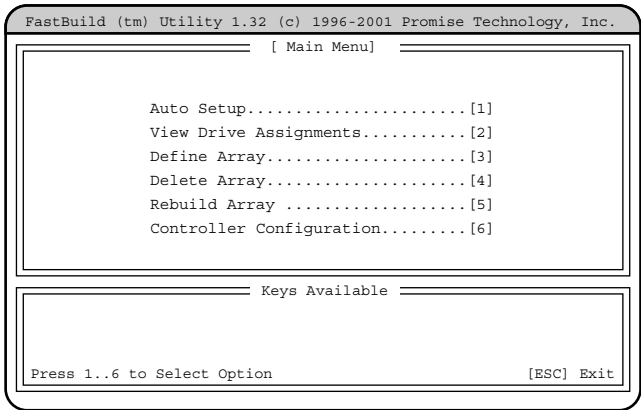 FastBuild (tm) Utility 1.32 (c) 1996-2001 Promise Technology, Inc.
[ Main Menu]
Auto Setup.......................[1]
View Drive Assignments...........[2]
Define Array.....................[3]
Delete Array.....................[4]
Rebuild Array ...................[5]
Controller Configuration.........[6]
Keys Available
Press 1..6 to Select Option [ESC] Exit